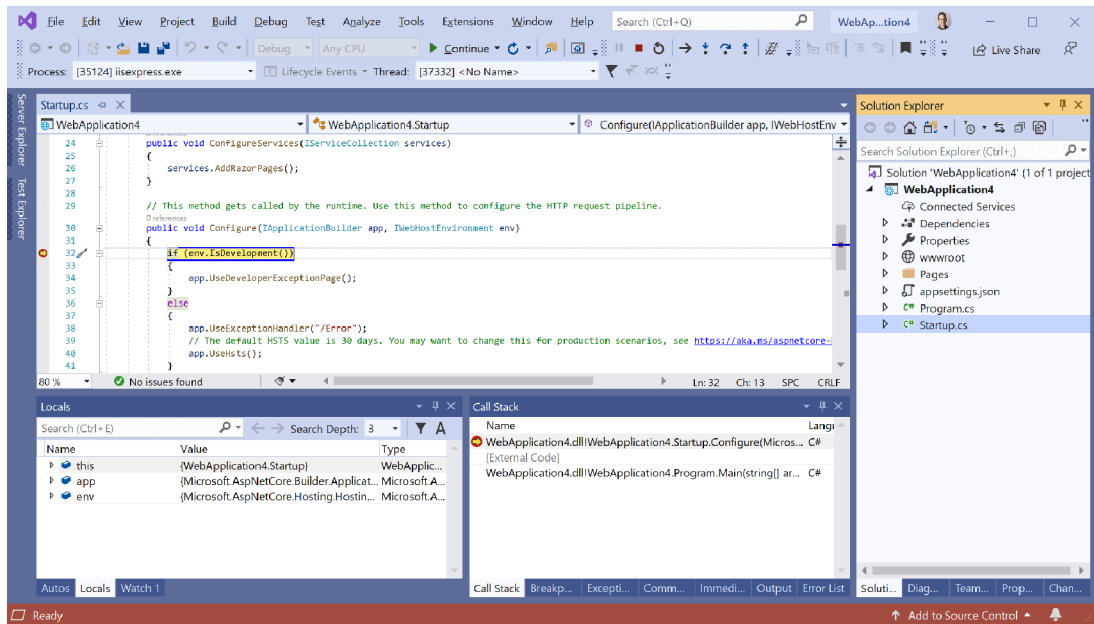 File Edit View Project Build Debug Test Analyze Tools Extensions Window Help Search (Ctrl+Q) WebAp...tion4
Debug Any CPU Continue Live Share
Process: [35124] iisexpress.exe Lifecycle Events Thread: [37332] <No Name>
Server Explorer
Test Explorer
Startup.cs
WebApplication4 WebApplication4.Startup Configure(IApplicationBuilder app, IWebHostEnv
24 public void ConfigureServices(IServiceCollection services)
25 {
26 services.AddRazorPages();
27 }
28
29 // This method gets called by the runtime. Use this method to configure the HTTP request pipeline.
0 references
30 public void Configure(IApplicationBuilder app, IWebHostEnvironment env)
31 {
32 if (env.IsDevelopment())
33 {
34 app.UseDeveloperExceptionPage();
35 }
36 else
37 {
38 app.UseExceptionHandler("/Error");
39 // The default HSTS value is 30 days. You may want to change this for production scenarios, see https://aka.ms/aspnetcore-
40 app.UseHsts();
41 }
80 % No issues found Ln: 32 Ch: 13 SPC CRLF
Locals
Search (Ctrl+E) Search Depth: 3
Name Value Type
this {WebApplication4.Startup} WebApplic...
app {Microsoft.AspNetCore.Builder.Applicat... Microsoft.A...
env {Microsoft.AspNetCore.Hosting.Hostin... Microsoft.A...
Autos Locals Watch 1
Call Stack
Name Langu
WebApplication4.dll!WebApplication4.Startup.Configure(Micros... C#
[External Code]
WebApplication4.dll!WebApplication4.Program.Main(string[] ar... C#
Call Stack Breakp... Excepti... Comm... Immedi... Output Error List
Solution Explorer
Search Solution Explorer (Ctrl+;)
Solution 'WebApplication4' (1 of 1 project
WebApplication4
Connected Services
Dependencies
Properties
wwwroot
Pages
appsettings.json
C# Program.cs
C# Startup.cs
Soluti... Diag... Team... Prop... Chan...
Ready Add to Source Control